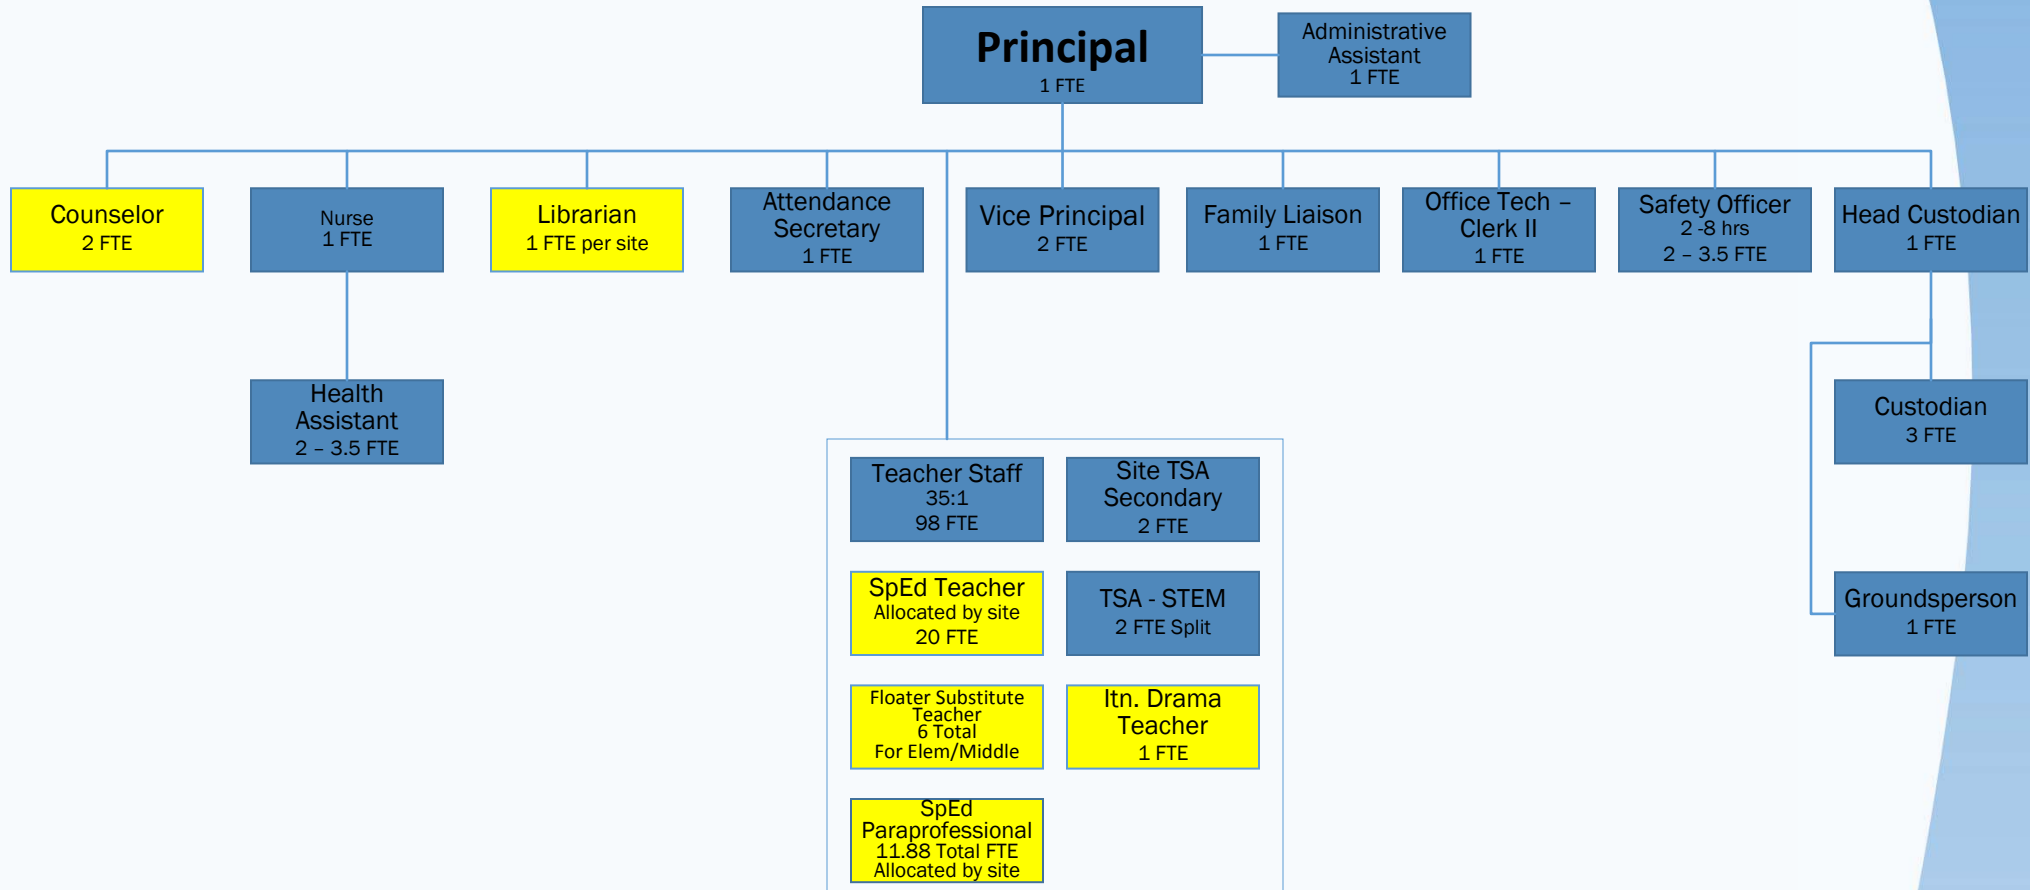 Principal
1 FTE
Administrative
Assistant
1 FTE
Counselor
2 FTE
Nurse
1 FTE
Librarian
1 FTE per site
Attendance
Secretary
1 FTE
Vice Principal
2 FTE
Family Liaison
1 FTE
Office Tech –
Clerk II
1 FTE
Safety Officer
2 -8 hrs
2 – 3.5 FTE
Head Custodian
1 FTE
Health
Assistant
2 – 3.5 FTE
Custodian
3 FTE
Teacher Staff
35:1
98 FTE
Site TSA
Secondary
2 FTE
SpEd Teacher
Allocated by site
20 FTE
TSA - STEM
2 FTE Split
Groundsperson
1 FTE
Floater Substitute
Teacher
6 Total
For Elem/Middle
Itn. Drama
Teacher
1 FTE
SpEd
Paraprofessional
11.88 Total FTE
Allocated by site